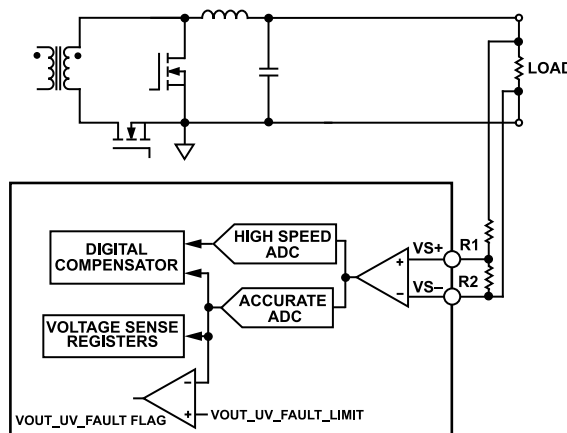 LOAD
VS+
R1
HIGH SPEED
ADC
DIGITAL
COMPENSATOR
+
−
VS−
R2
ACCURATE
ADC
VOLTAGE SENSE
REGISTERS
−
+
VOUT_UV_FAULT FLAG
VOUT_UV_FAULT_LIMIT